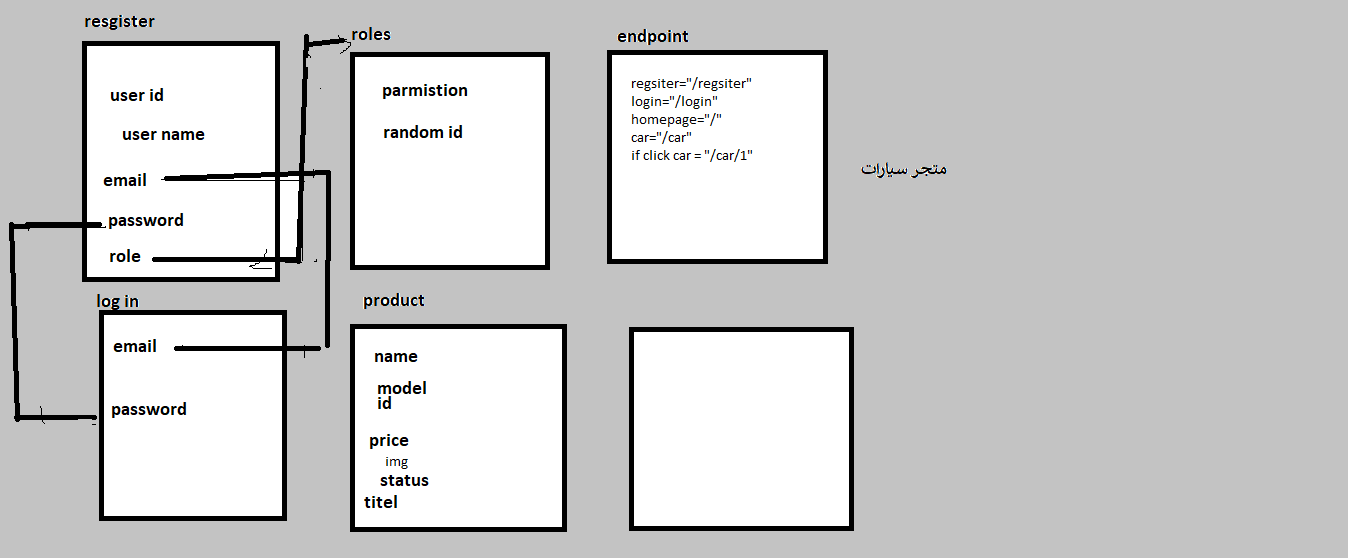 resgister
user id
user name
email
password
role
roles
parmistion
random id
endpoint
regsiter="/regsiter"
login="/login"
homepage="/"
car="/car"
if click car = "/car/1"
متجر سيارات
log in
email
password
product
name
model
id
price
img
status
titel